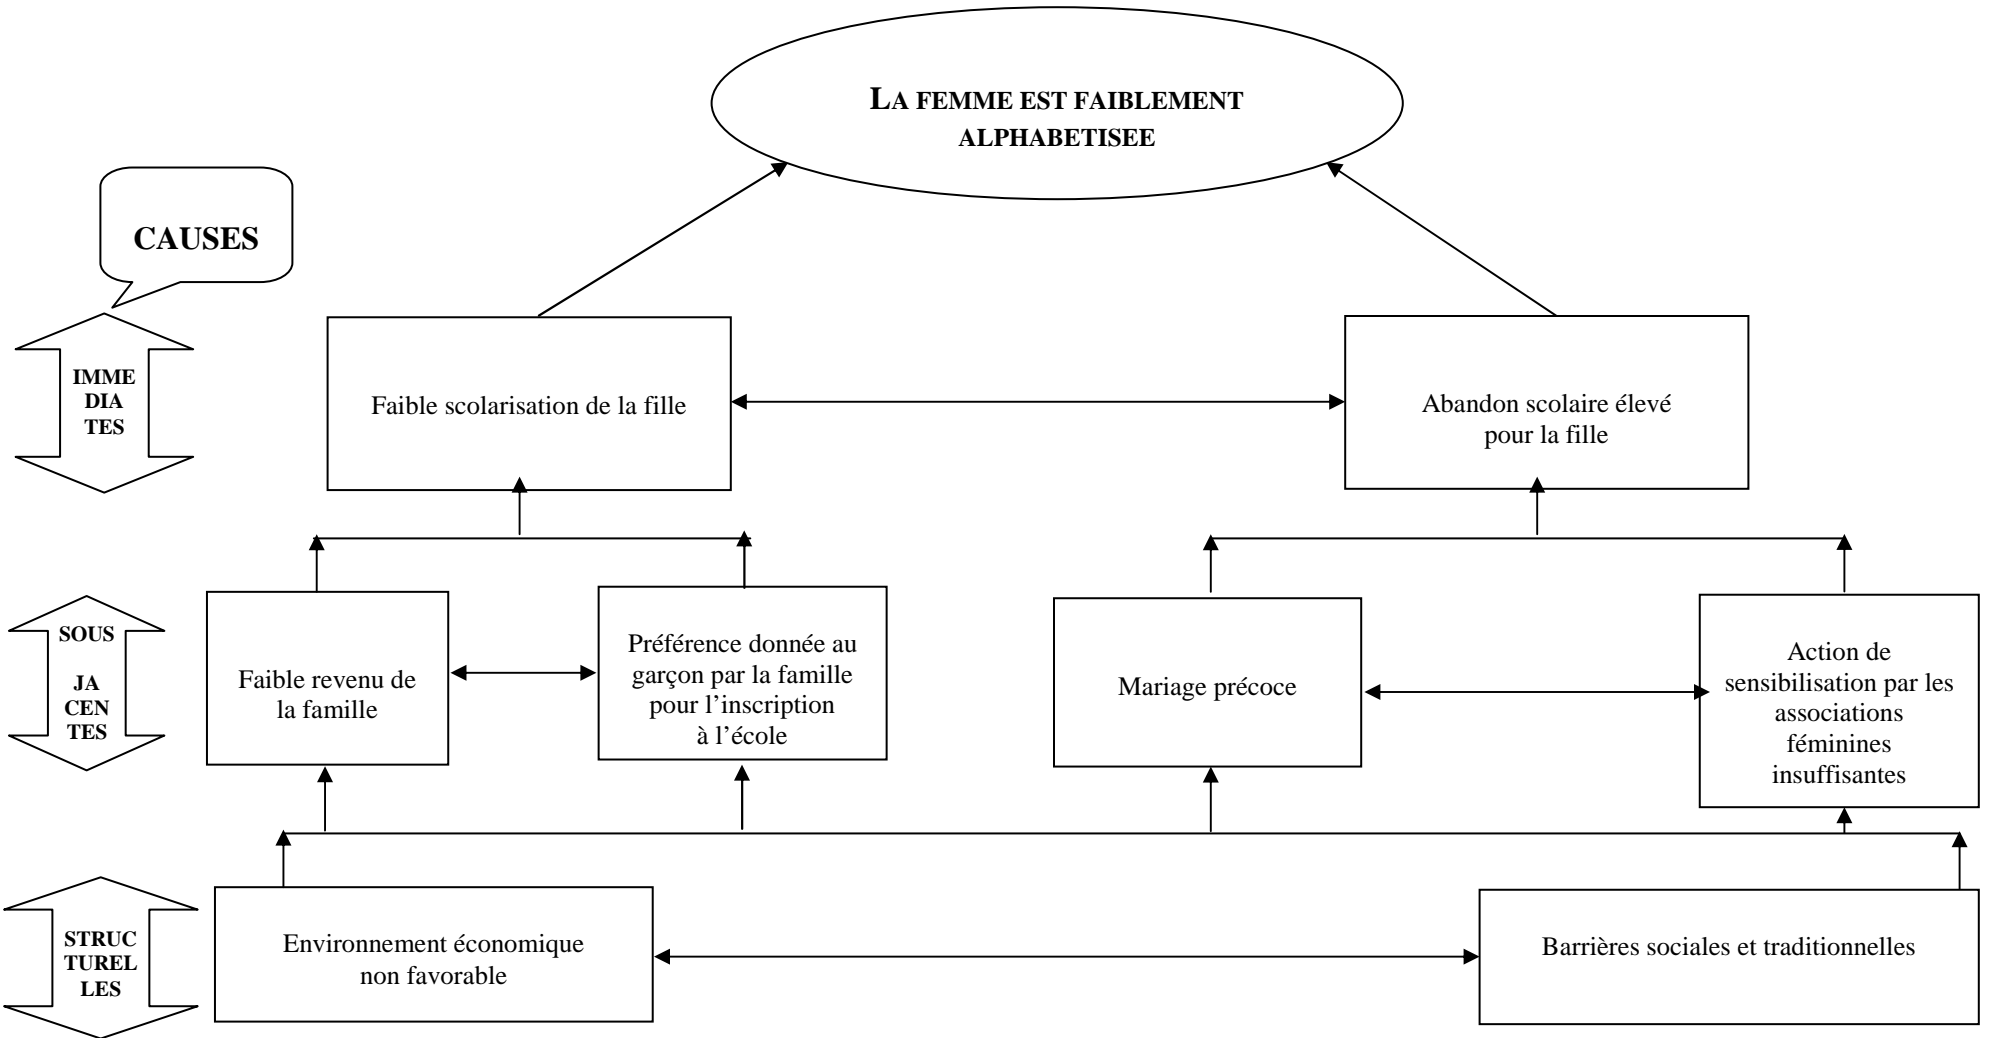 LA FEMME EST FAIBLEMENT
ALPHABETISEE
CAUSES
IMME
DIA
TES
Faible scolarisation de la fille
Abandon scolaire élevé
pour la fille
SOUS
JA
CEN
TES
Faible revenu de
la famille
Préférence donnée au
garçon par la famille
pour l’inscription
à l’école
Mariage précoce
Action de
sensibilisation par les
associations
féminines
insuffisantes
STRUC
TUREL
LES
Environnement économique
non favorable
Barrières sociales et traditionnelles